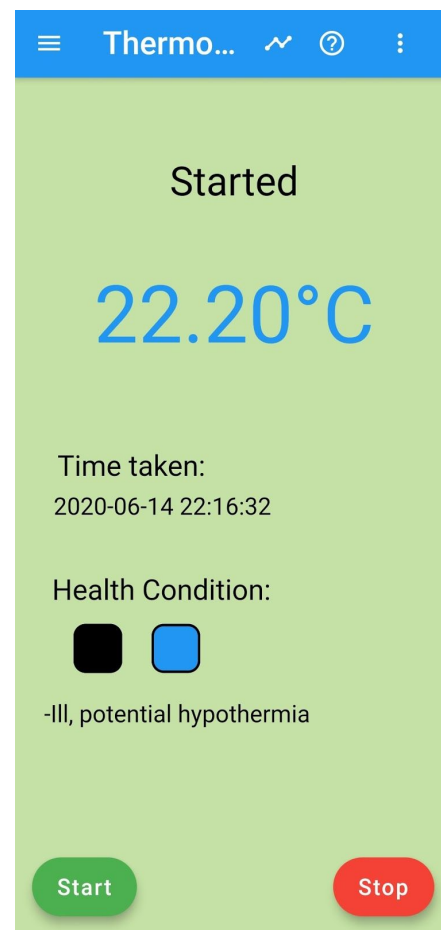 Thermo...
Started
22.20°C
Time taken:
2020-06-14 22:16:32
Health Condition:
-Ill, potential hypothermia
Start
Stop